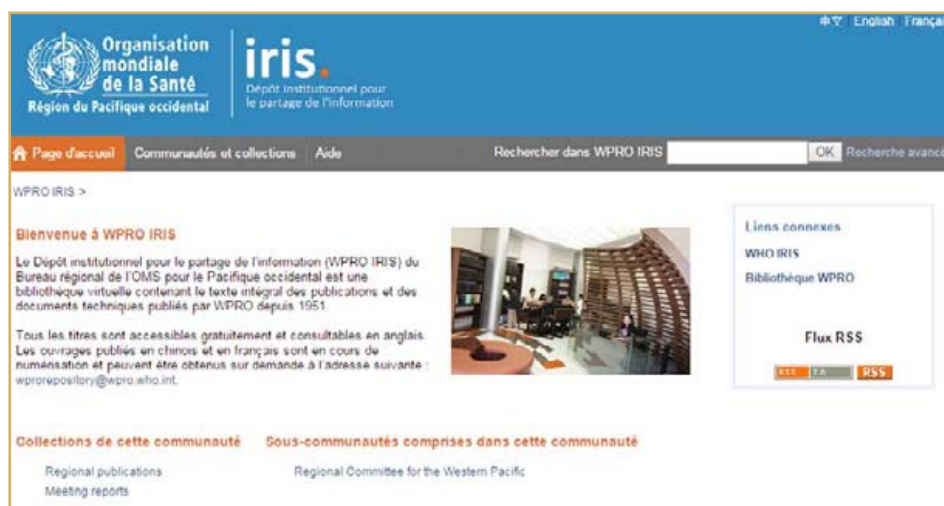 中文 English Françai
Organisation
mondiale
de la Santé
Région du Pacifique occidental
iris.
Dépôt institutionnel pour
le partage de l'information
Page d'accueil Communautés et collections Aide Rechercher dans WPRO IRIS OK Recherche avancé
WPRO IRIS >
Bienvenue à WPRO IRIS
Le Dépôt institutionnel pour le partage de l'information (WPRO IRIS) du
Bureau régional de l'OMS pour le Pacifique occidental est une
bibliothèque virtuelle contenant le texte intégral des publications et des
documents techniques publiés par WPRO depuis 1951.
Tous les titres sont accessibles gratuitement et consultables en anglais.
Les ouvrages publiés en chinois et en français sont en cours de
numérisation et peuvent être obtenus sur demande à l'adresse suivante :
wprorepository@wpro.who.int.
Liens connexes
WHO IRIS
Bibliothèque WPRO
Flux RSS
RSS
Collections de cette communauté
Regional publications
Meeting reports
Sous-communautés comprises dans cette communauté
Regional Committee for the Western Pacific